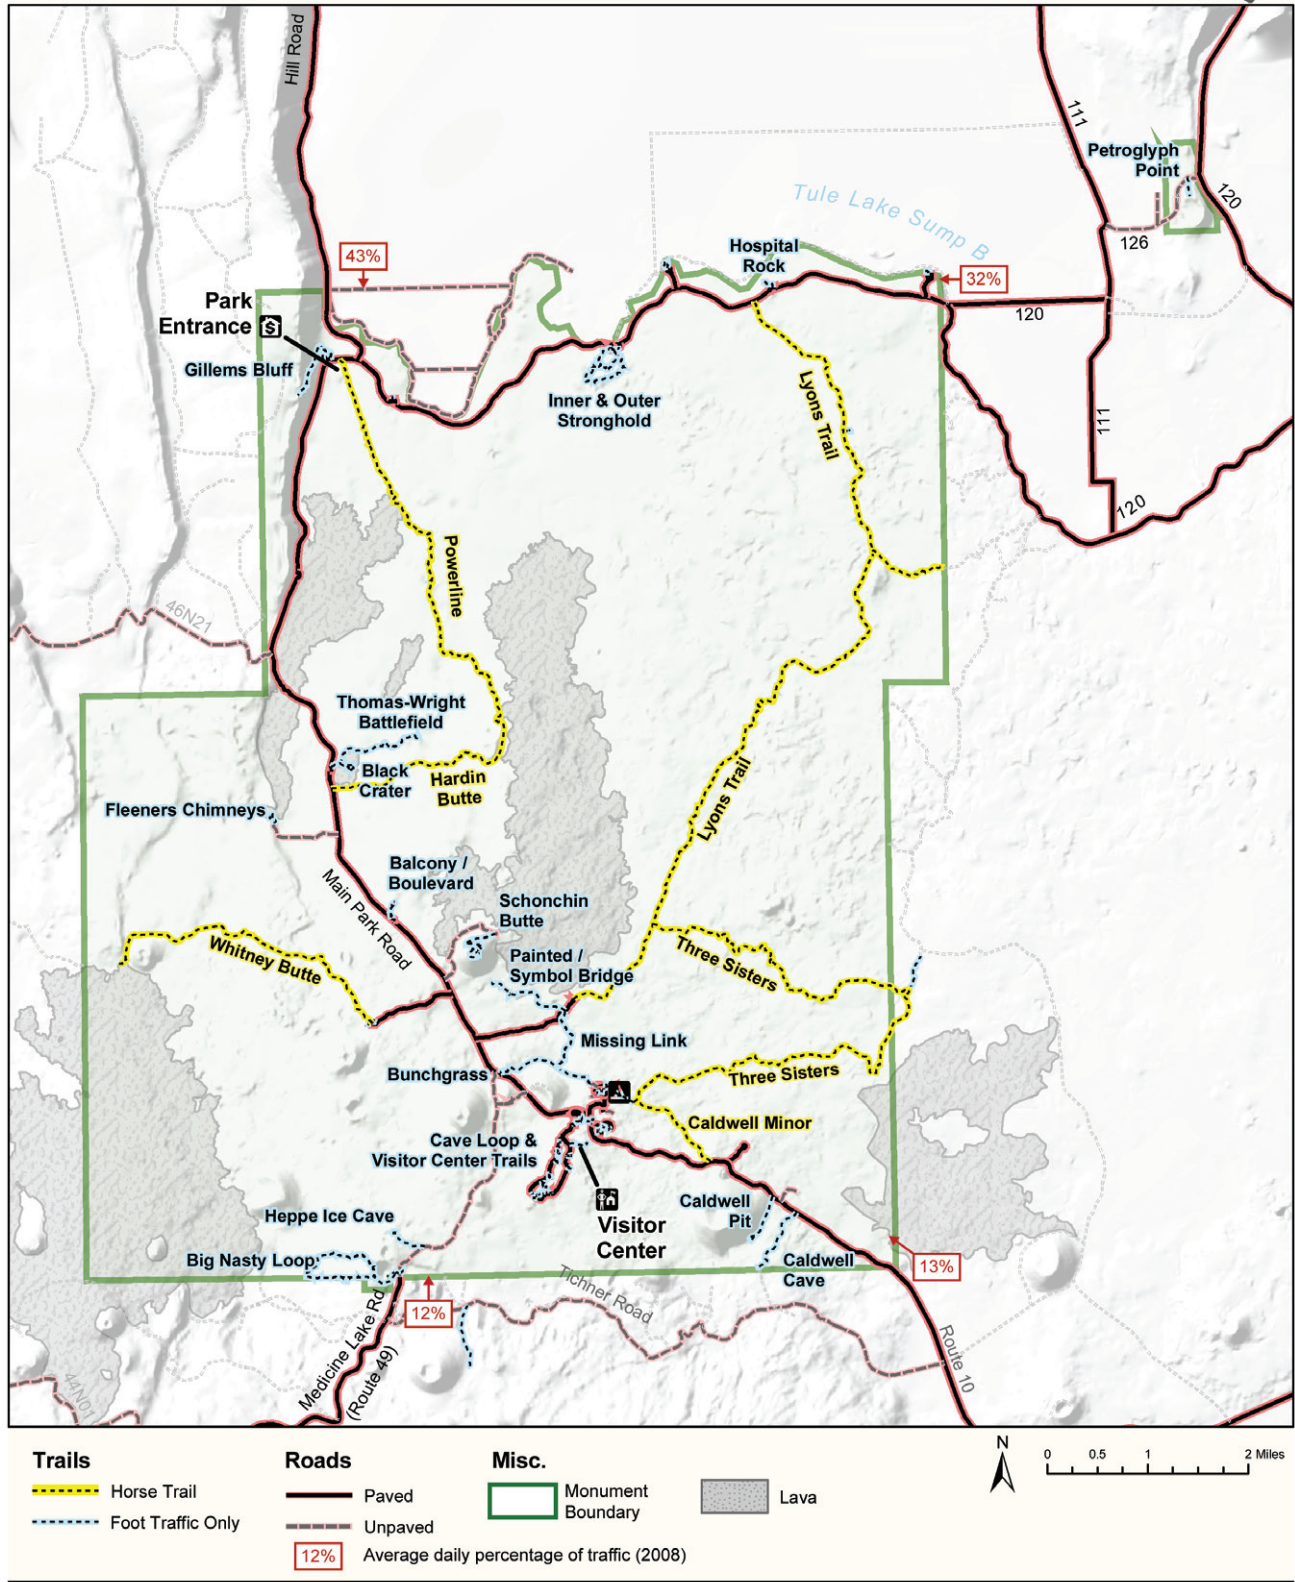 Hill Road
111
Petroglyph
Point
120
126
Tule Lake Sump B
Hospital
Rock
43%
32%
120
Park
Entrance
Gillems Bluff
Inner & Outer
Stronghold
Lyons Trail
111
120
Powerline
46N21
Thomas-Wright
Battlefield
Black
Crater
Hardin
Butte
Fleeners Chimneys
Lyons Trail
Balcony /
Boulevard
Main Park Road
Schonchin
Butte
Whitney Butte
Painted /
Symbol Bridge
Three Sisters
Missing Link
Bunchgrass
Three Sisters
Caldwell Minor
Cave Loop &
Visitor Center Trails
Caldwell
Pit
Heppe Ice Cave
Visitor
Center
Big Nasty Loop
Caldwell
Cave
13%
12%
Tichner Road
Medicine Lake Rd
(Route 49)
Route 10
44N01
Trails
Horse Trail
Foot Traffic Only
Roads
Paved
Unpaved
12%
Average daily percentage of traffic (2008)
Misc.
Monument
Boundary
Lava
N
0 0.5 1 2 Miles